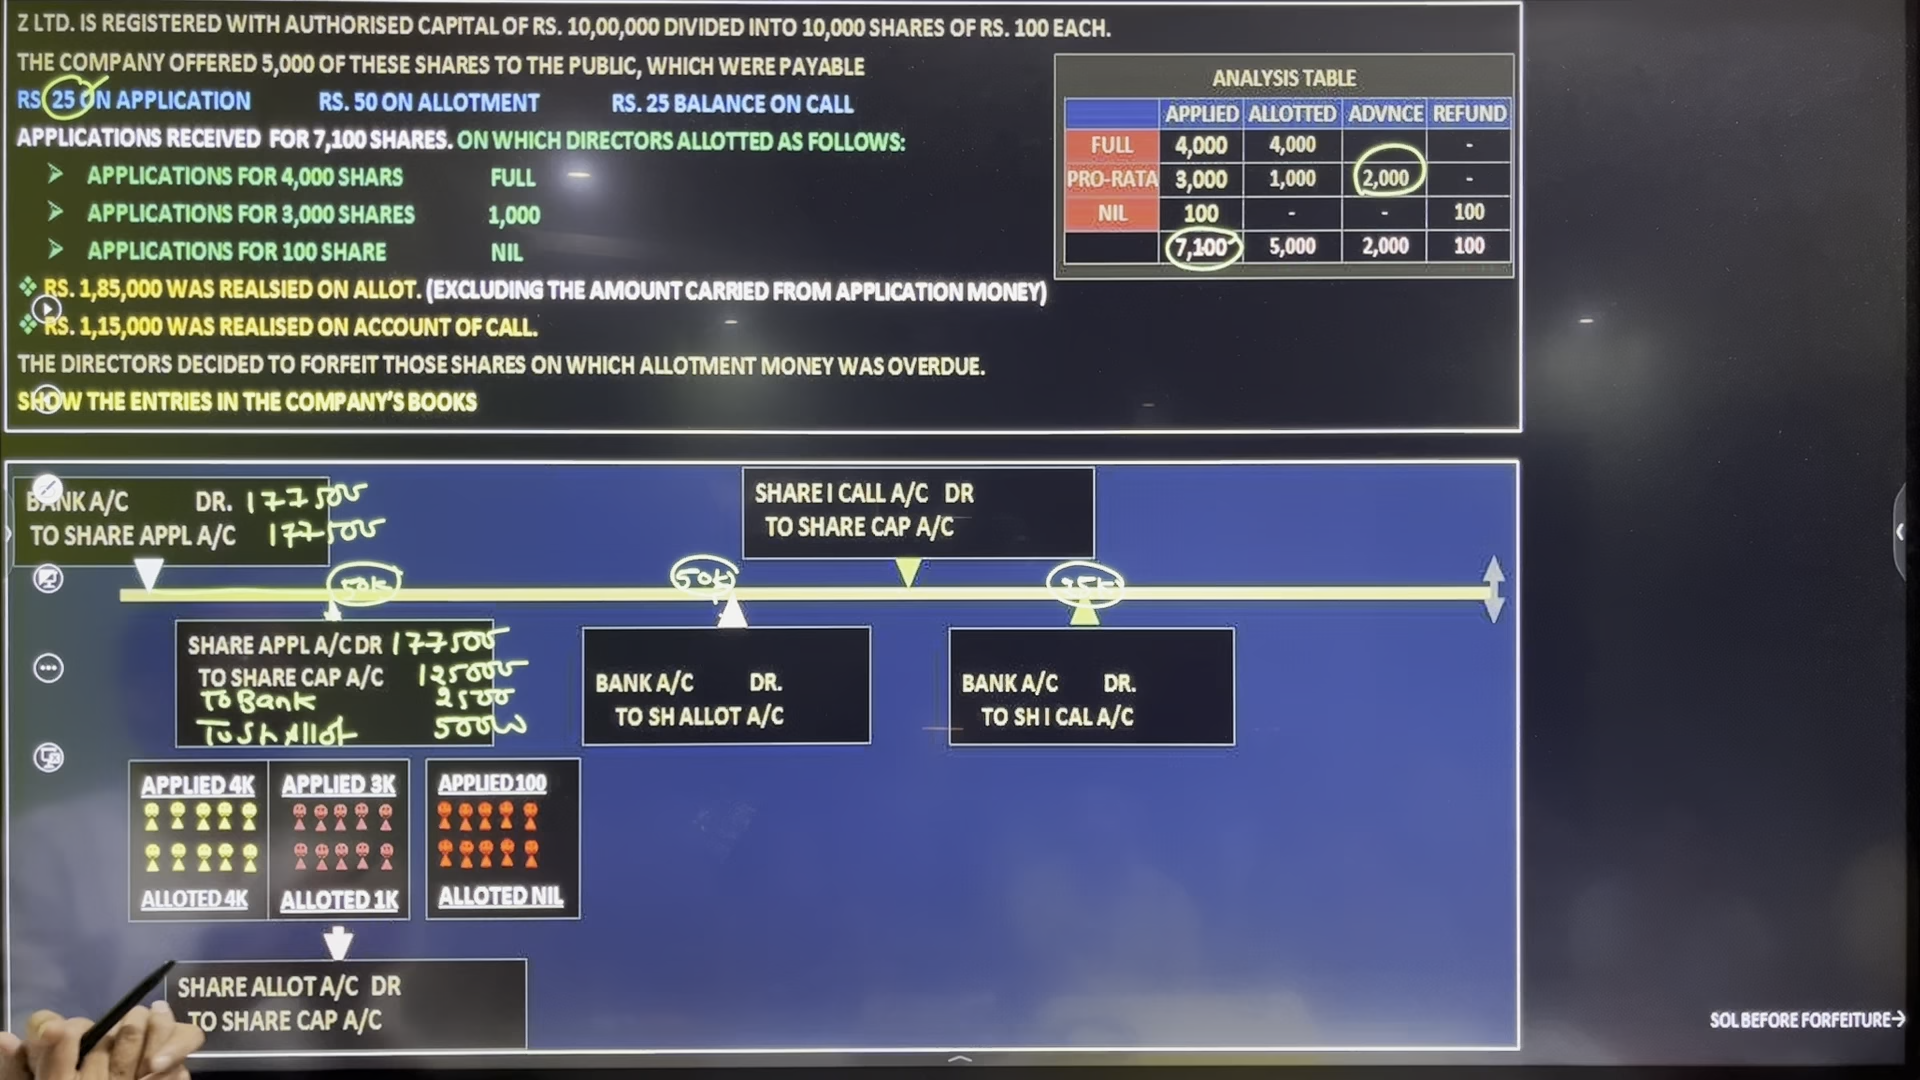 Z LTD. IS REGISTERED WITH AUTHORISED CAPITAL OF RS. 10,00,000 DIVIDED INTO 10,000 SHARES OF RS. 100 EACH.
THE COMPANY OFFERED 5,000 OF THESE SHARES TO THE PUBLIC, WHICH WERE PAYABLE
RS 25 ON APPLICATION RS. 50 ON ALLOTMENT RS. 25 BALANCE ON CALL
APPLICATIONS RECEIVED FOR 7,100 SHARES. ON WHICH DIRECTORS ALLOTTED AS FOLLOWS:
APPLICATIONS FOR 4,000 SHARS FULL
APPLICATIONS FOR 3,000 SHARES 1,000
APPLICATIONS FOR 100 SHARE NIL
RS. 1,85,000 WAS REALSIED ON ALLOT. (EXCLUDING THE AMOUNT CARRIED FROM APPLICATION MONEY)
RS. 1,15,000 WAS REALISED ON ACCOUNT OF CALL.
THE DIRECTORS DECIDED TO FORFEIT THOSE SHARES ON WHICH ALLOTMENT MONEY WAS OVERDUE.
SHOW THE ENTRIES IN THE COMPANY'S BOOKS
ANALYSIS TABLE
APPLIED ALLOTTED ADVNCE REFUND
FULL 4,000 4,000 -
PRO-RATA 3,000 1,000 2,000 -
NIL 100 - - 100
7,100 5,000 2,000 100
BANK A/C DR. 177500
TO SHARE APPL A/C 177500
SHARE I CALL A/C DR
TO SHARE CAP A/C
50K 50K
SHARE APPL A/C DR 177500
TO SHARE CAP A/C 125000
To Bank 2500
To Sh Allot 50000
BANK A/C DR.
TO SH ALLOT A/C
BANK A/C DR.
TO SH I CAL A/C
APPLIED 4K APPLIED 3K APPLIED 100
ALLOTED 4K ALLOTED 1K ALLOTED NIL
SHARE ALLOT A/C DR
TO SHARE CAP A/C
SOL BEFORE FORFEITURE→